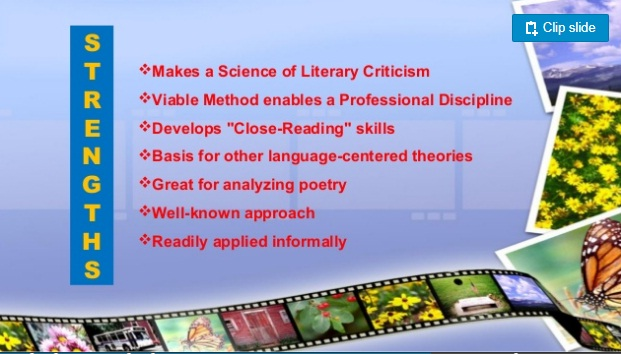 Clip slide
STRENGTHS
❖Makes a Science of Literary Criticism
❖Viable Method enables a Professional Discipline
❖Develops "Close-Reading" skills
❖Basis for other language-centered theories
❖Great for analyzing poetry
❖Well-known approach
❖Readily applied informally